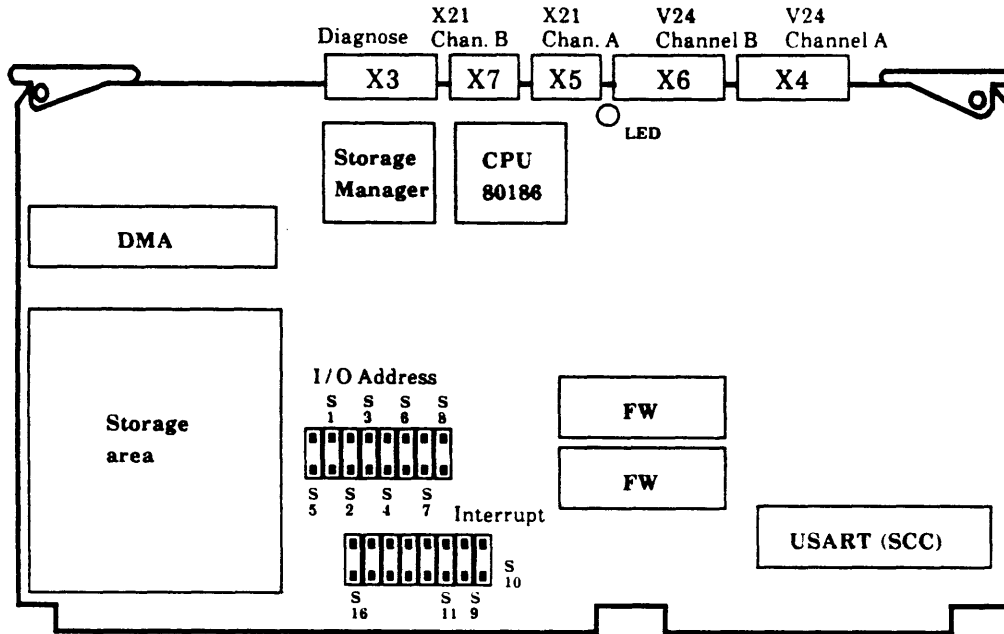 Diagnose
X21
Chan. B
X21
Chan. A
V24
Channel B
V24
Channel A
X3
X7
X5
X6
X4
LED
Storage
Manager
CPU
80186
DMA
Storage
area
I/O Address
S
1
S
3
S
6
S
8
S
5
S
2
S
4
S
7
Interrupt
S
16
S
11
S
9
S
10
FW
FW
USART (SCC)